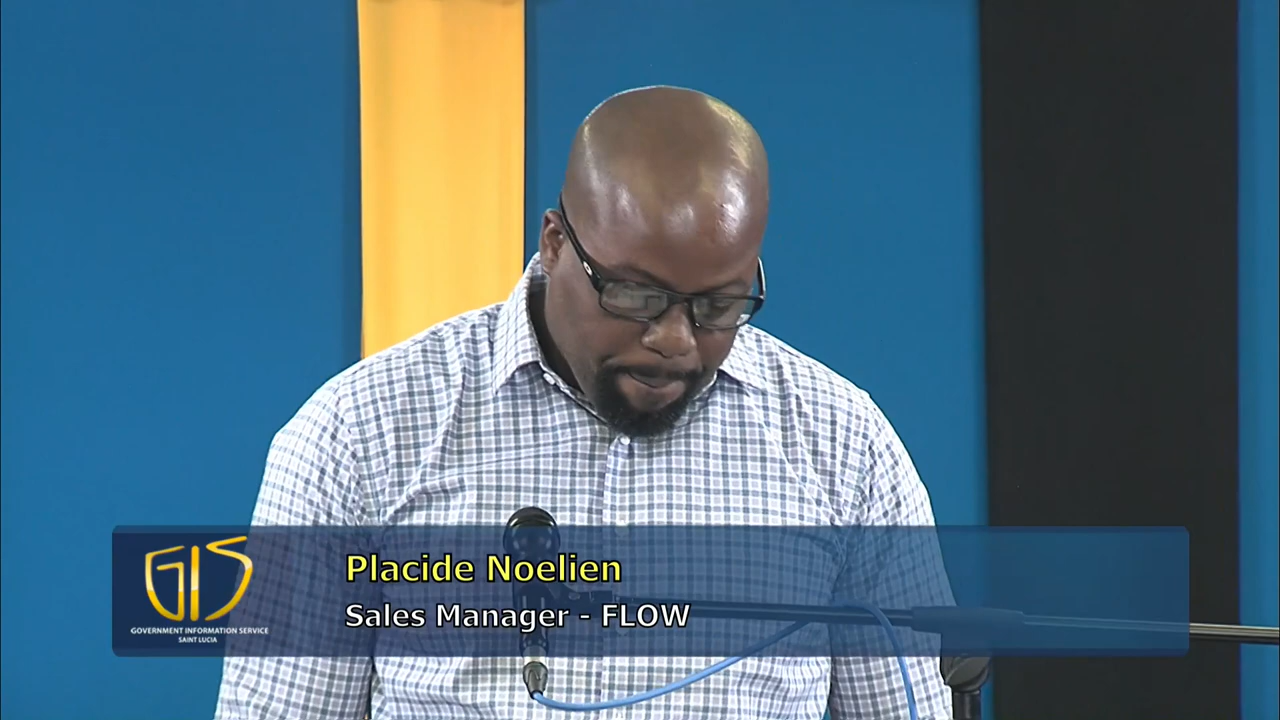 GIS
GOVERNMENT INFORMATION SERVICE
SAINT LUCIA
Placide Noelien
Sales Manager - FLOW